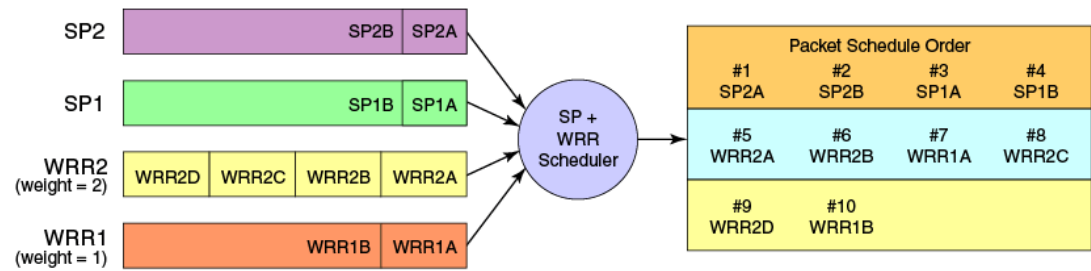 SP2
SP2B SP2A
SP1
SP1B SP1A
WRR2
(weight = 2)
WRR2D WRR2C WRR2B WRR2A
WRR1
(weight = 1)
WRR1B WRR1A
SP +
WRR
Scheduler
Packet Schedule Order
#1 #2 #3 #4
SP2A SP2B SP1A SP1B
#5 #6 #7 #8
WRR2A WRR2B WRR1A WRR2C
#9 #10
WRR2D WRR1B